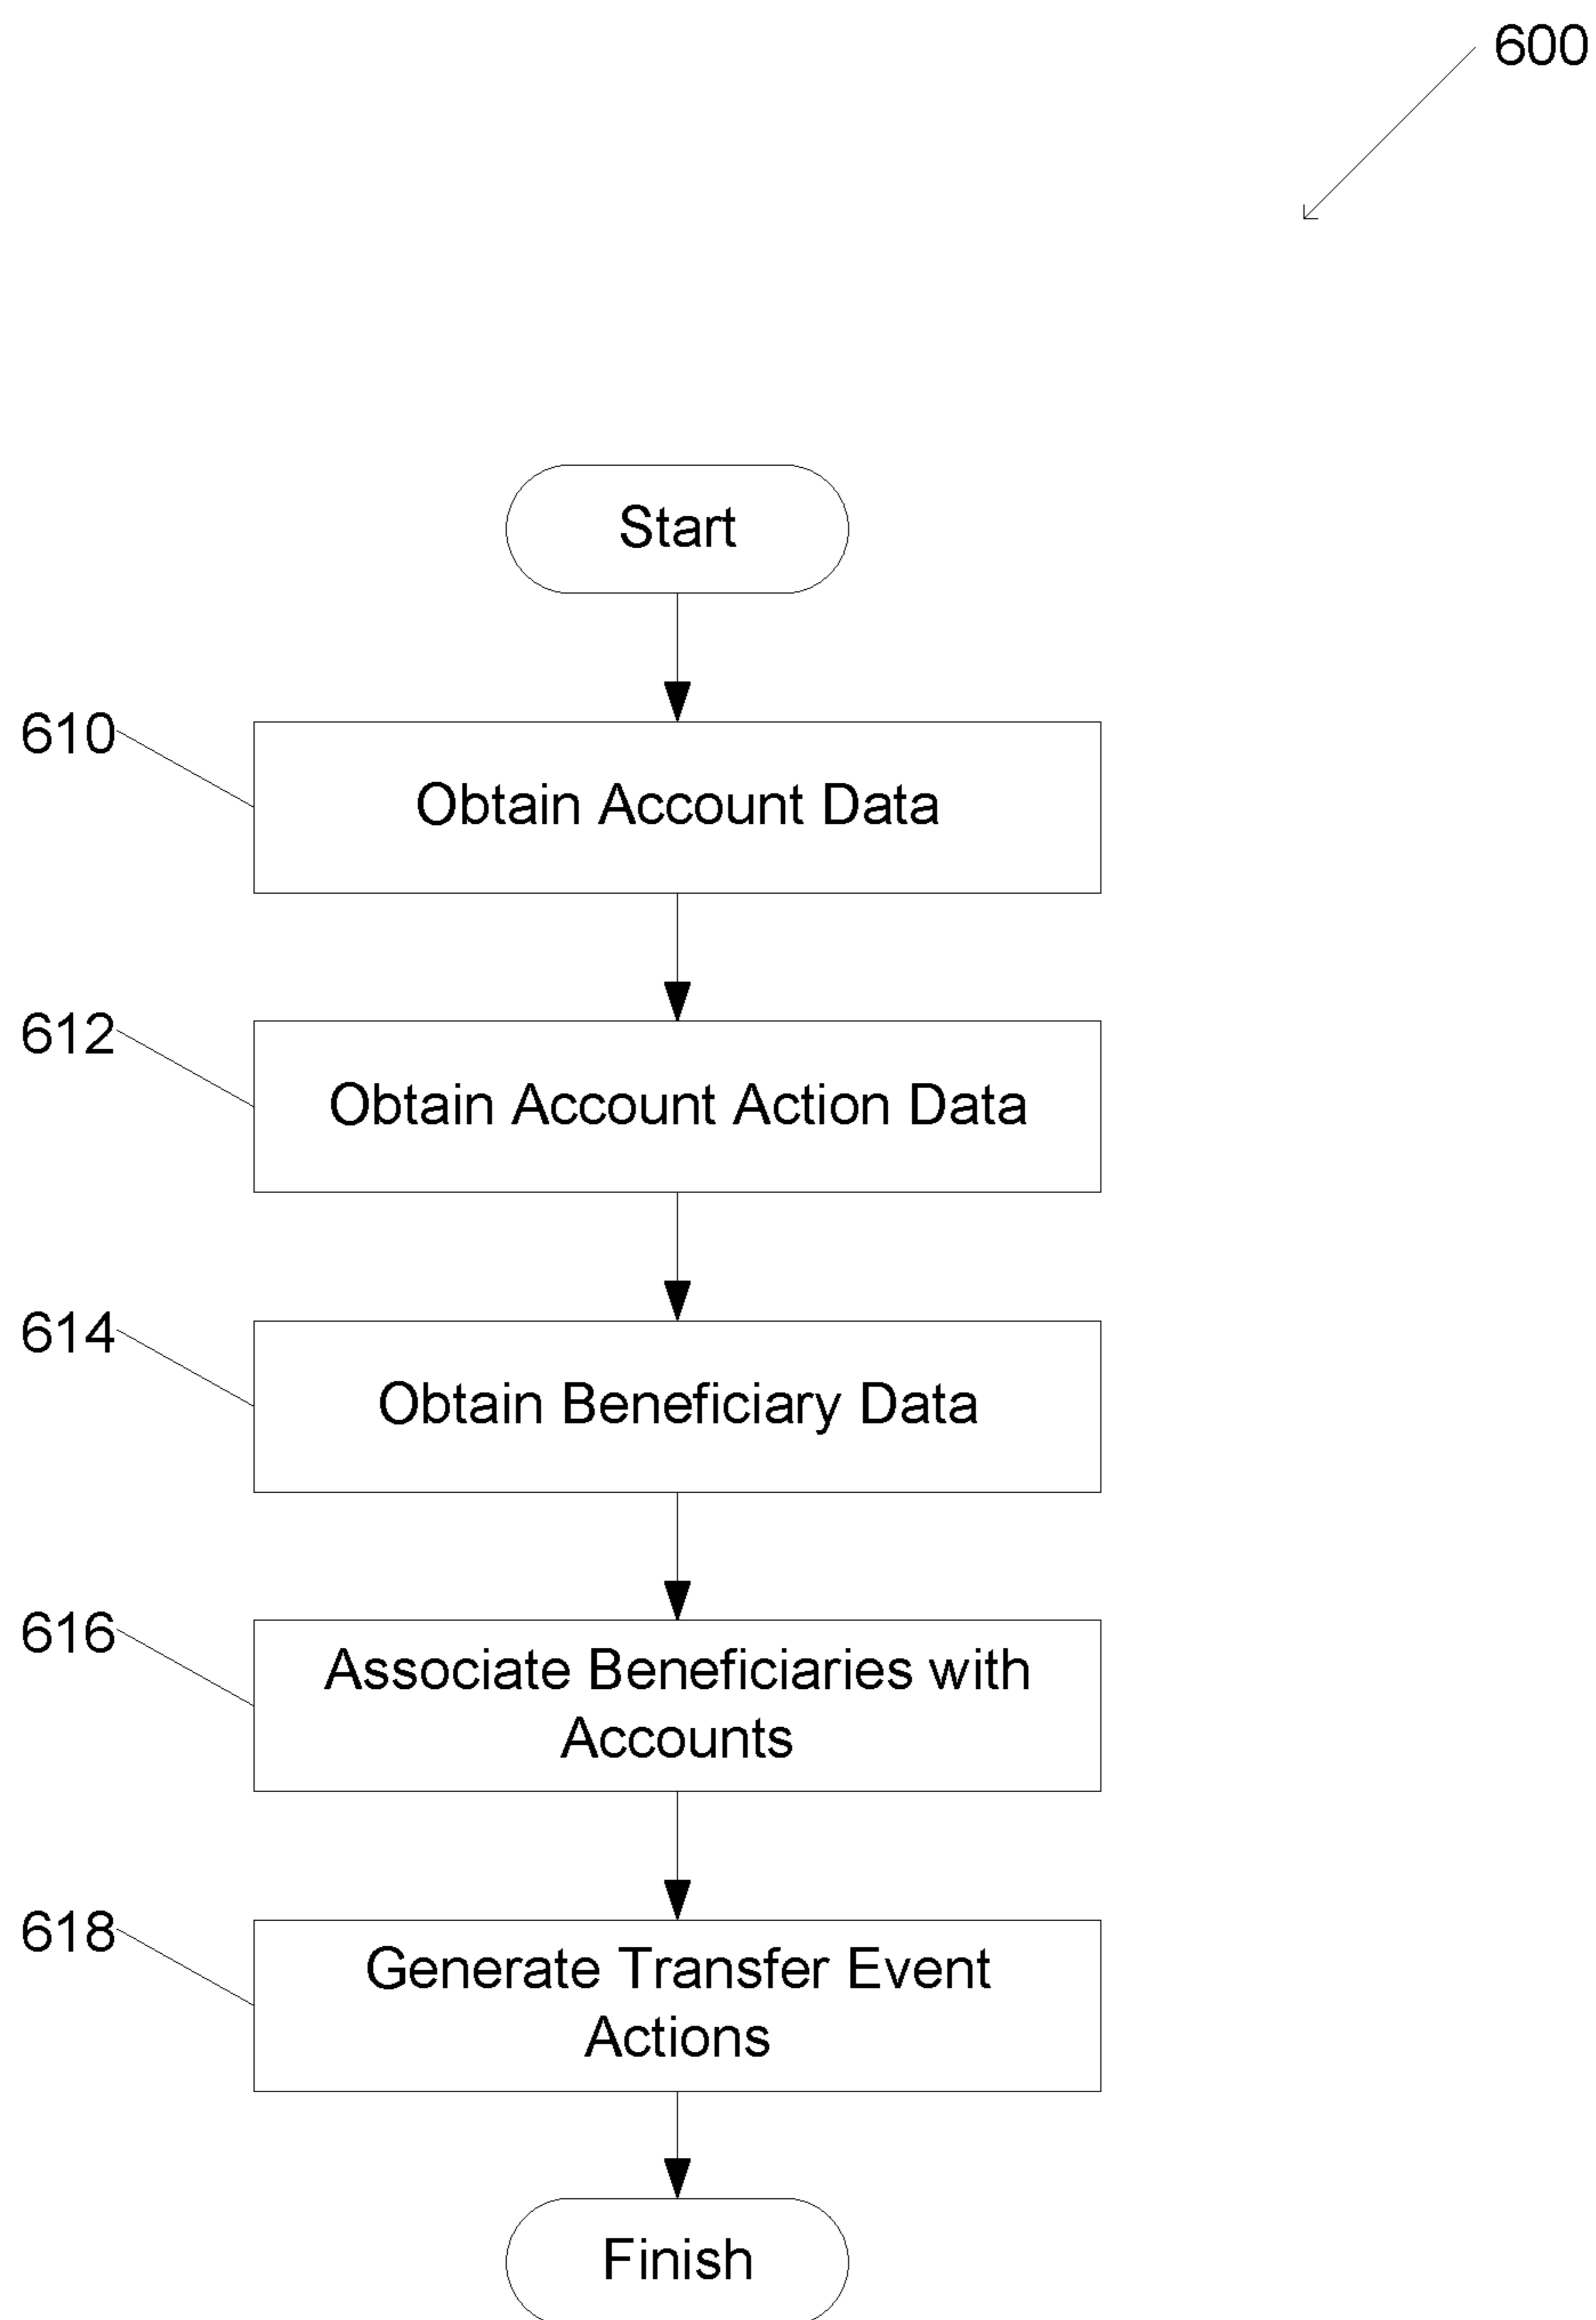 600
Start
610
Obtain Account Data
612
Obtain Account Action Data
614
Obtain Beneficiary Data
616
Associate Beneficiaries with
Accounts
618
Generate Transfer Event
Actions
Finish